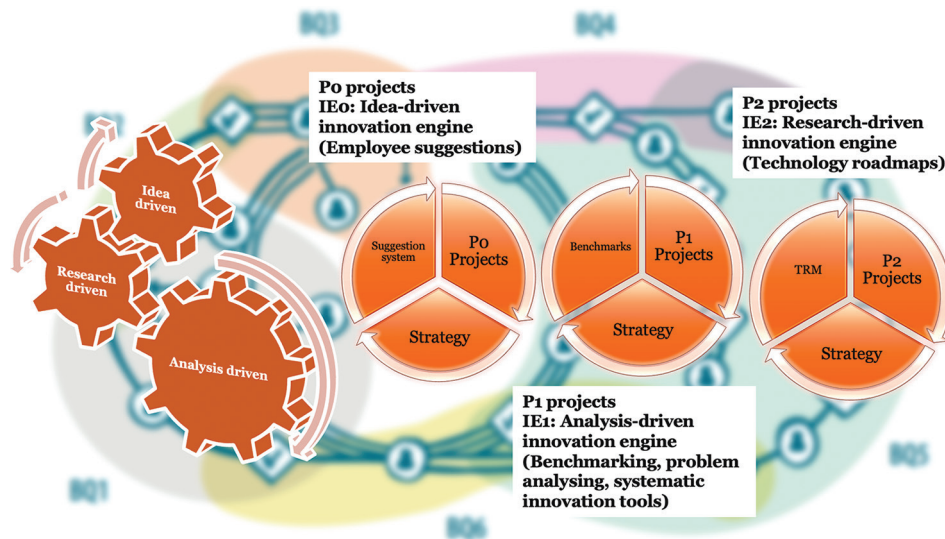 BQ3
BQ4
P0 projects
IE0: Idea-driven
innovation engine
(Employee suggestions)
P2 projects
IE2: Research-driven
innovation engine
(Technology roadmaps)
Idea
driven
Research
driven
Analysis driven
Suggestion
system
P0
Projects
Strategy
Benchmarks
P1
Projects
Strategy
TRM
P2
Projects
Strategy
P1 projects
IE1: Analysis-driven
innovation engine
(Benchmarking, problem
analysing, systematic
innovation tools)
BQ1
BQ5
BQ6